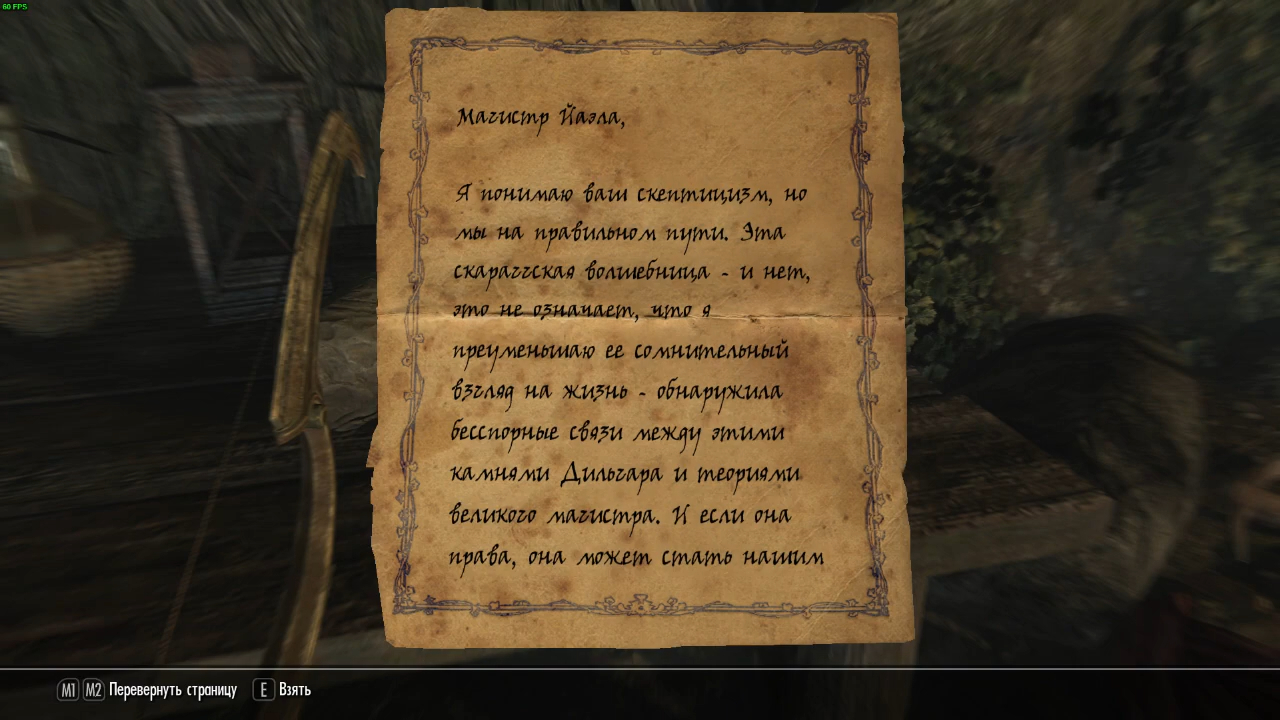 60 FPS
Магистр Йаэла,
Я понимаю ваш скептицизм, но
мы на правильном пути. Эта
скараггская волшебница - и нет,
это не означает, что я
преуменьшаю ее сомнительный
взгляд на жизнь - обнаружила
бесспорные связи между этими
камнями Дильгара и теориями
великого магистра. И если она
права, она может стать нашим
M1 M2 Перевернуть страницу E Взять